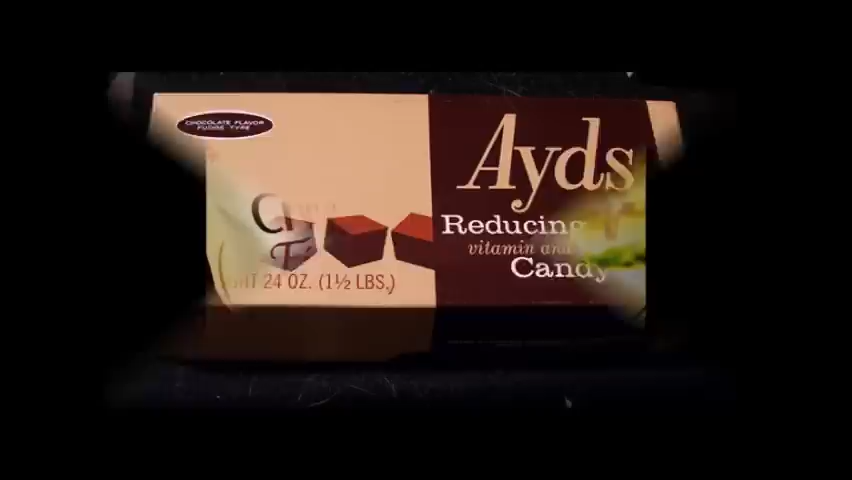 CHOCOLATE FLAVOR
FUDGE TYPE
Ayds
Reducing
vitamin and
Candy
24 OZ. (1½ LBS.)